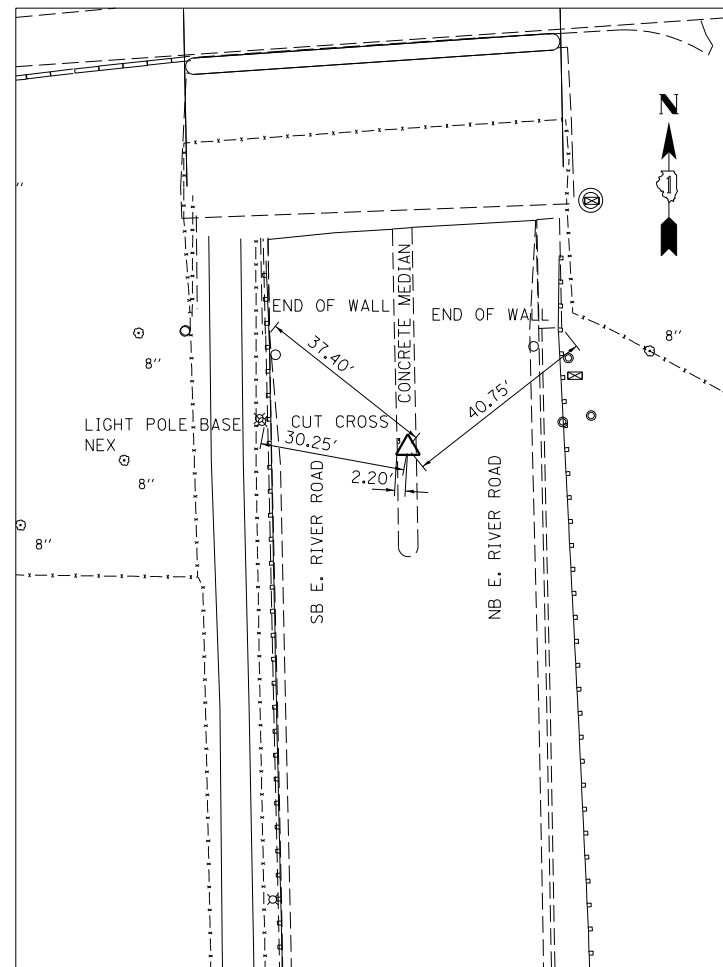 N
1
END OF WALL
END OF WALL
CONCRETE MEDIAN
37.40'
40.75'
8''
8''
LIGHT POLE BASE
NEX
CUT CROSS
30.25'
2.20'
8''
8''
SB E. RIVER ROAD
NB E. RIVER ROAD